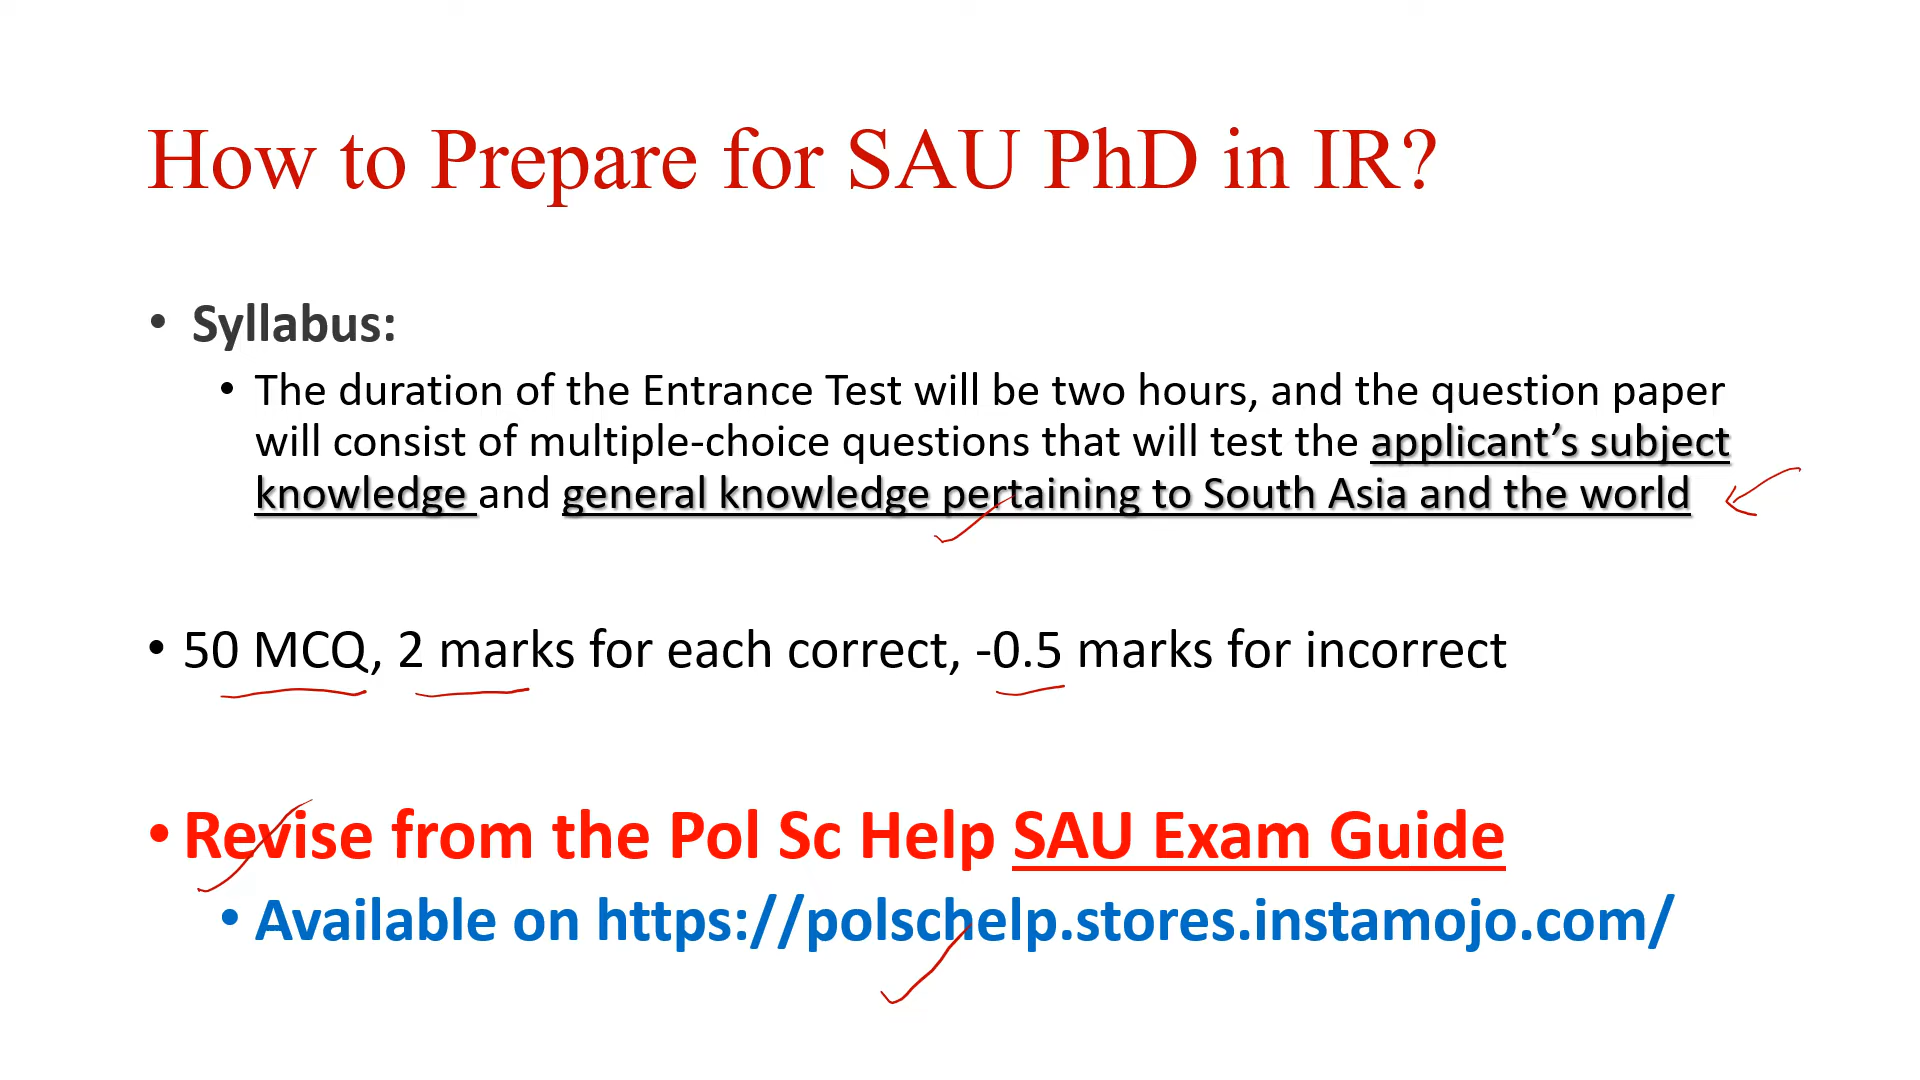 How to Prepare for SAU PhD in IR?
• Syllabus:
• The duration of the Entrance Test will be two hours, and the question paper
will consist of multiple-choice questions that will test the applicant’s subject
knowledge and general knowledge pertaining to South Asia and the world
• 50 MCQ, 2 marks for each correct, -0.5 marks for incorrect
• Revise from the Pol Sc Help SAU Exam Guide
• Available on https://polschelp.stores.instamojo.com/